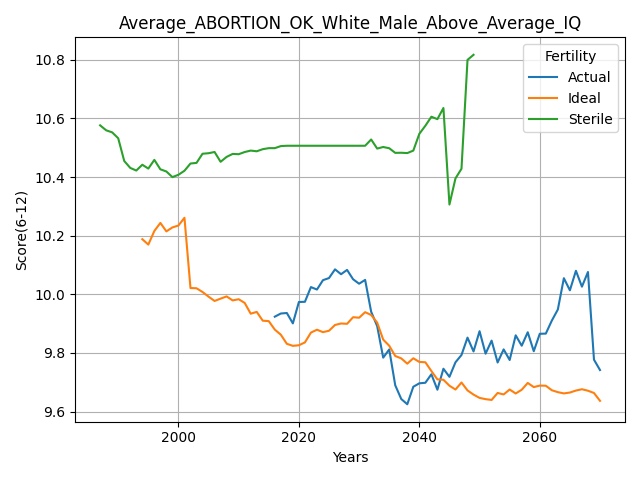 Average_ABORTION_OK_White_Male_Above_Average_IQ
Fertility
Actual
Ideal
Sterile
Score(6-12)
10.8
10.6
10.4
10.2
10.0
9.8
9.6
2000
2020
2040
2060
Years